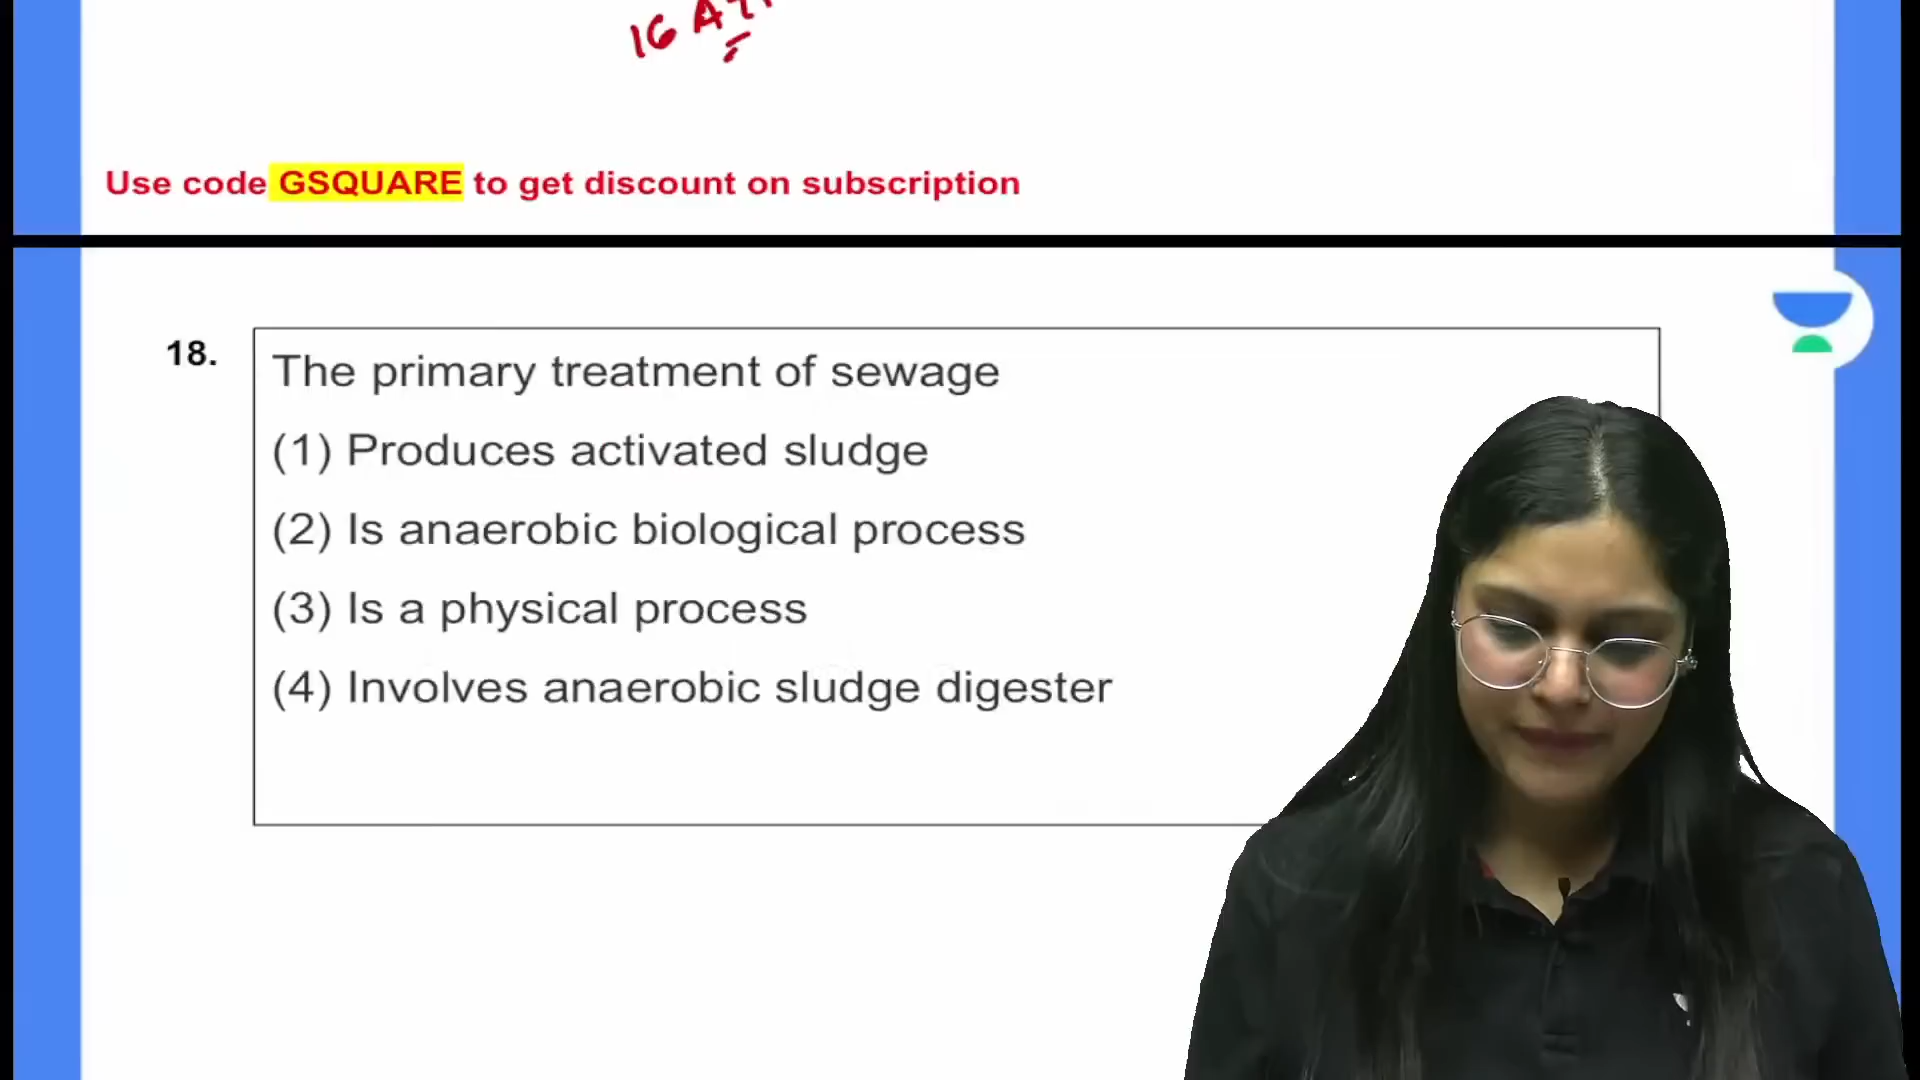 16
Use code GSQUARE to get discount on subscription
18.
The primary treatment of sewage
(1) Produces activated sludge
(2) Is anaerobic biological process
(3) Is a physical process
(4) Involves anaerobic sludge digester